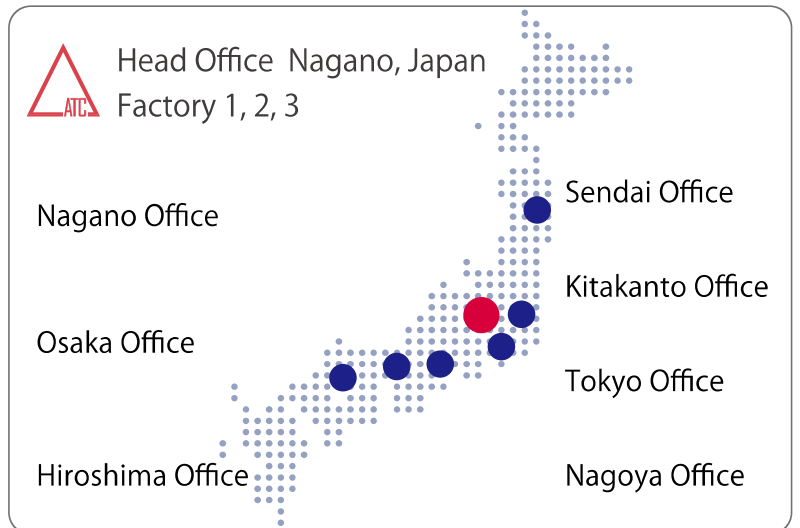 ATC
Head Office Nagano, Japan
Factory 1, 2, 3
Nagano Office
Osaka Office
Hiroshima Office
Sendai Office
Kitakanto Office
Tokyo Office
Nagoya Office